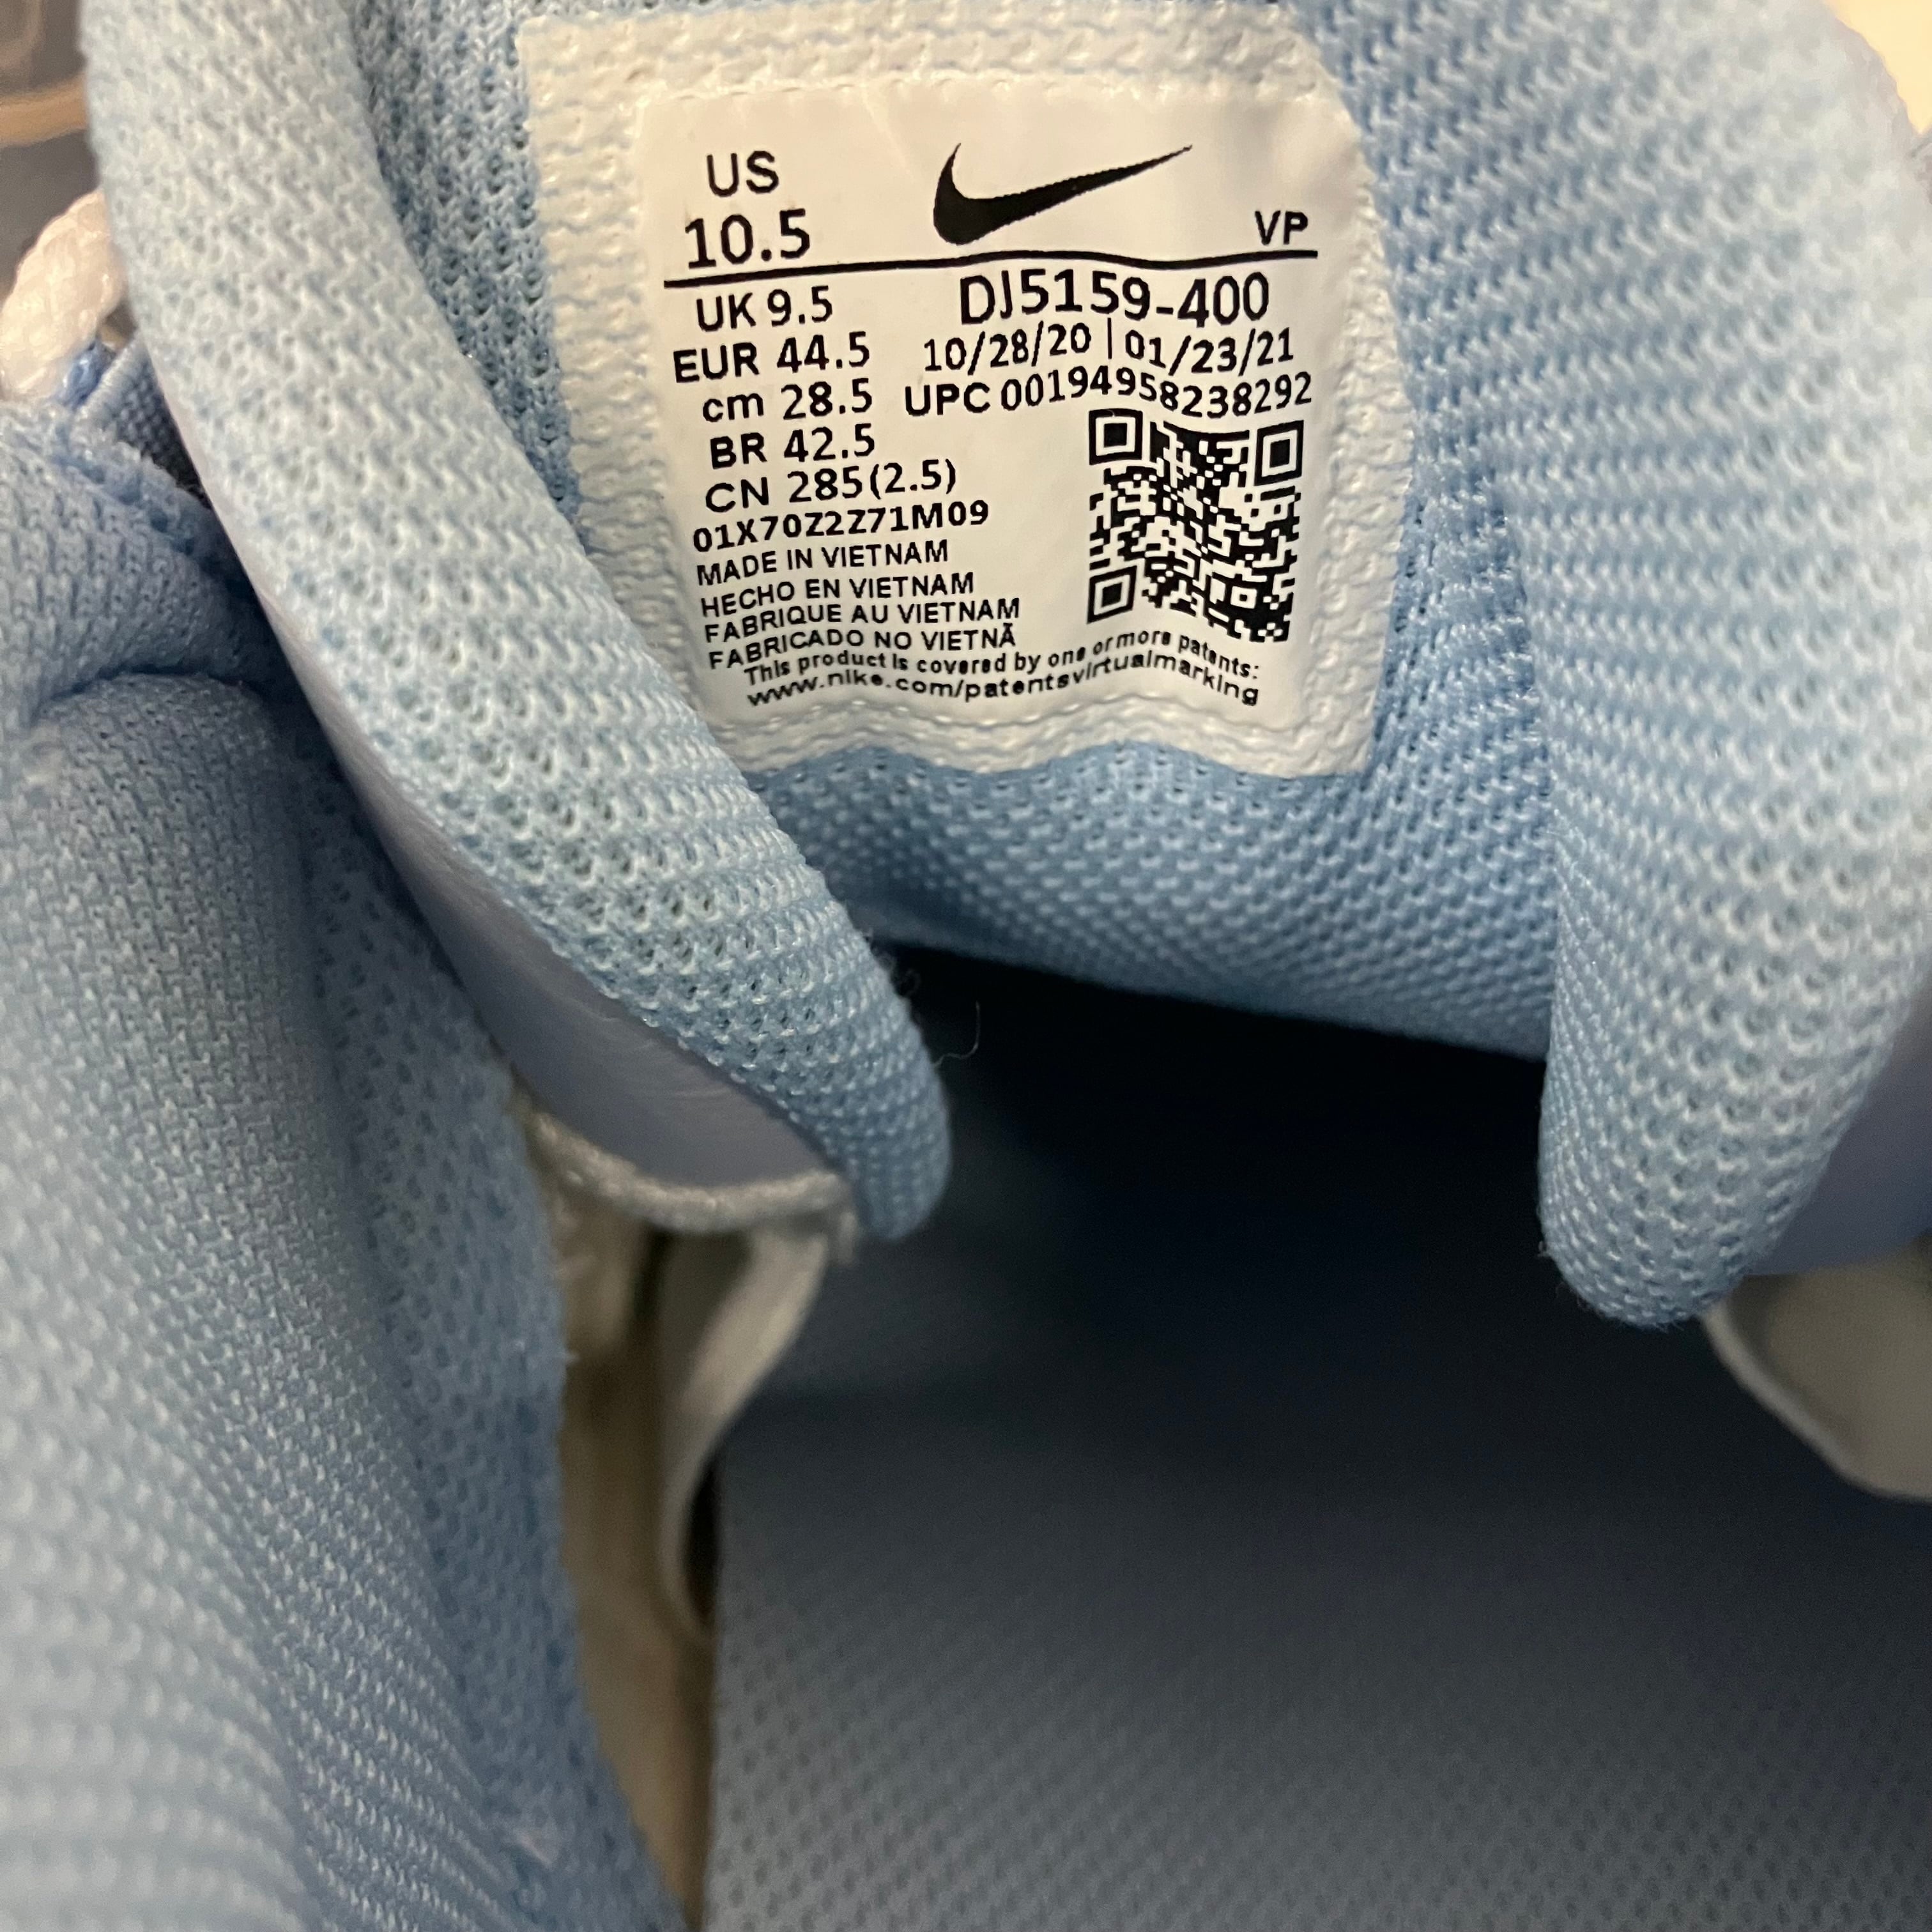 US
10.5
VP
UK 9.5
DJ5159-400
EUR 44.5
10/28/20 | 01/23/21
cm 28.5
UPC 00194958238292
BR 42.5
CN 285(2.5)
01X70Z2Z71M09
MADE IN VIETNAM
HECHO EN VIETNAM
FABRIQUE AU VIETNAM
FABRICADO NO VIETNÃ
This product is covered by one or more patents:
www.nike.com/patentsvirtualmarking